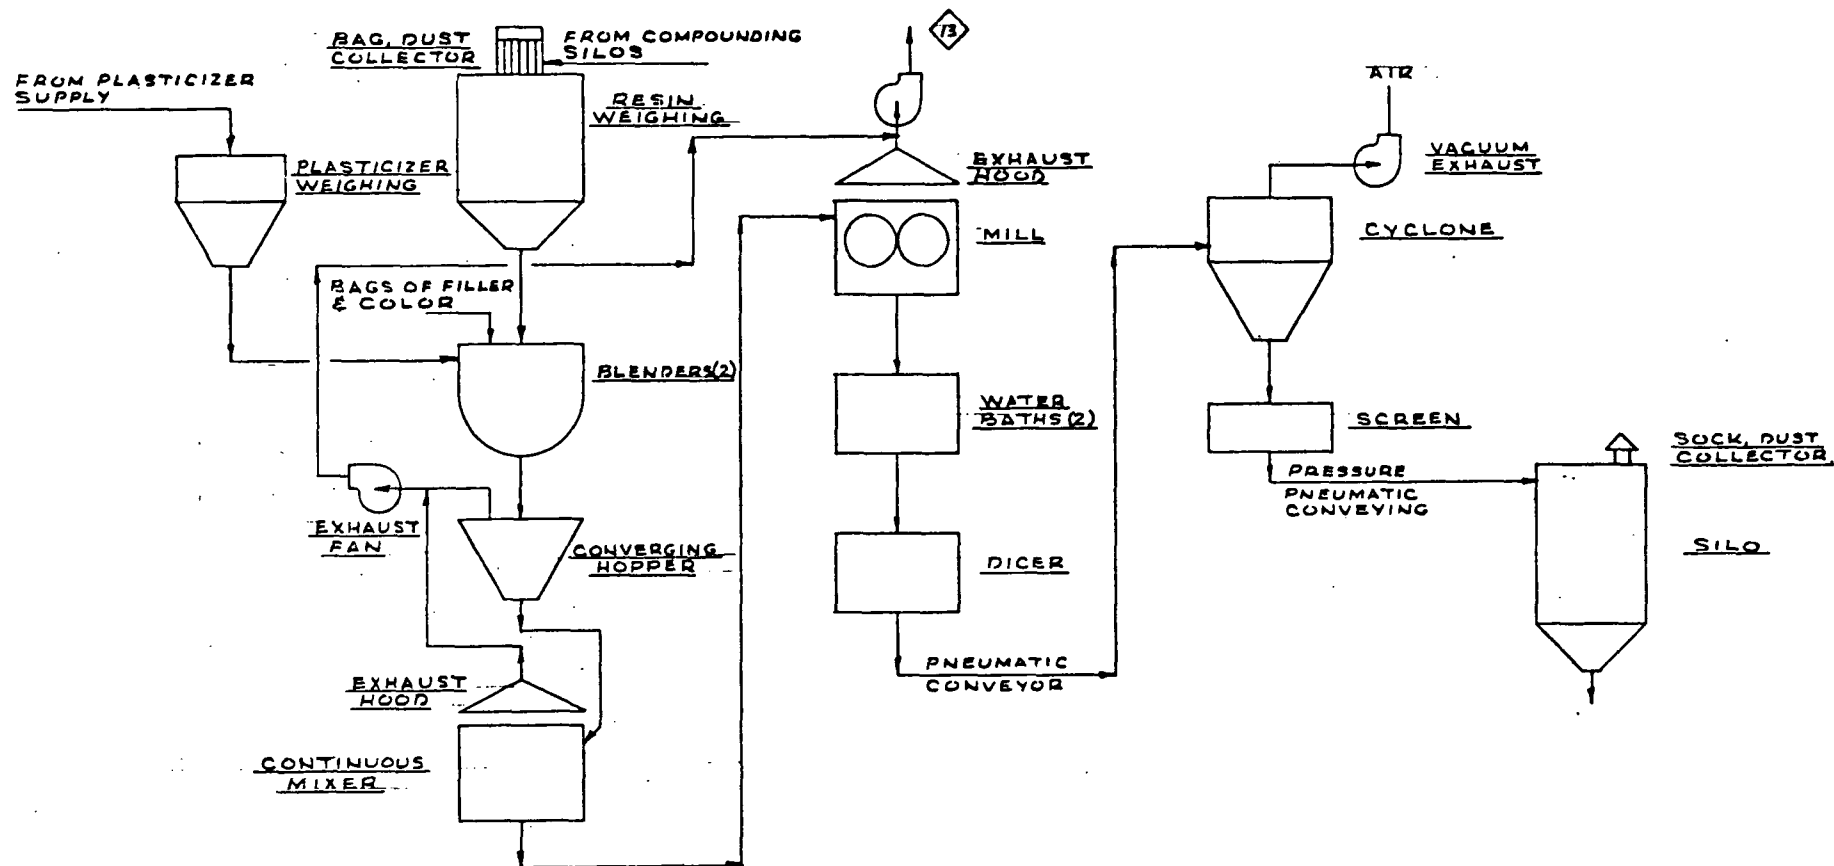 BAG, DUST
COLLECTOR
FROM COMPOUNDING
SILOS
13
AIR
FROM PLASTICIZER
SUPPLY
RESIN
WEIGHING
PLASTICIZER
WEIGHING
EXHAUST
HOOD
VACUUM
EXHAUST
MILL
CYCLONE
BAGS OF FILLER
& COLOR
BLENDERS(2)
WATER
BATHS(2)
SCREEN
SOCK, DUST
COLLECTOR
PRESSURE
PNEUMATIC
CONVEYING
EXHAUST
FAN
CONVERGING
HOPPER
DICER
SILO
PNEUMATIC
CONVEYOR
EXHAUST
HOOD
CONTINUOUS
MIXER